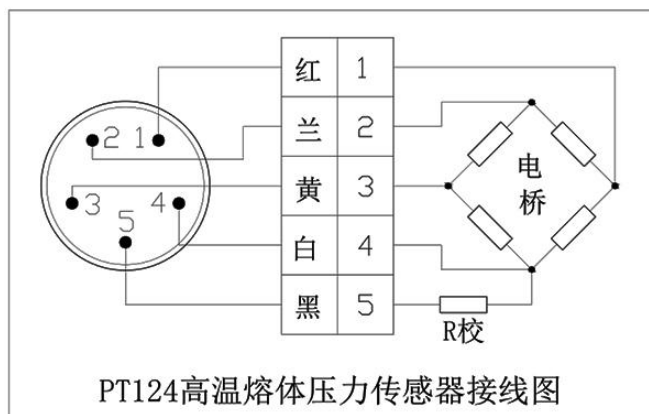 红 1
2 1 兰 2
电
3 4 黄 3 桥
5 白 4
黑 5
R校
PT124高温熔体压力传感器接线图